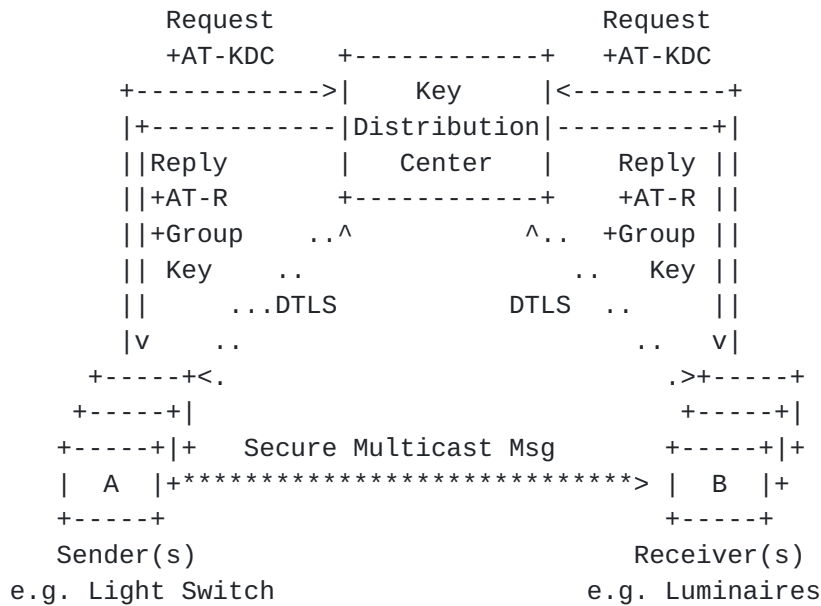 Request                     Request
          +AT-KDC    +------------+   +AT-KDC
       +------------>|    Key     |<----------+
       |+------------|Distribution|----------+|
       ||Reply       |   Center   |    Reply ||
       ||+AT-R       +------------+    +AT-R ||
       ||+Group    ..^           ^..  +Group ||
       || Key    ..                 ..   Key ||
       ||     ...DTLS           DTLS  ..     ||
       |v    ..                         ..   v|
     +-----+<.                            .>+-----+
    +-----+|                               +-----+|
   +-----+|+   Secure Multicast Msg       +-----+|+
   |  A  |+*****************************> |  B  |+
   +-----+                                +-----+
   Sender(s)                            Receiver(s)
e.g. Light Switch                    e.g. Luminaires